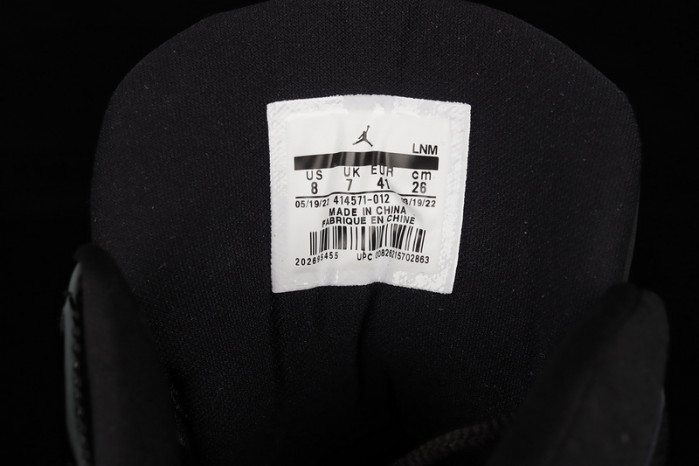 LNM
US UK EUR cm
8 7 41 26
05/19/22 414571-012 /19/22
MADE IN CHINA
FABRIQUE EN CHINE
UPC 00826215702863